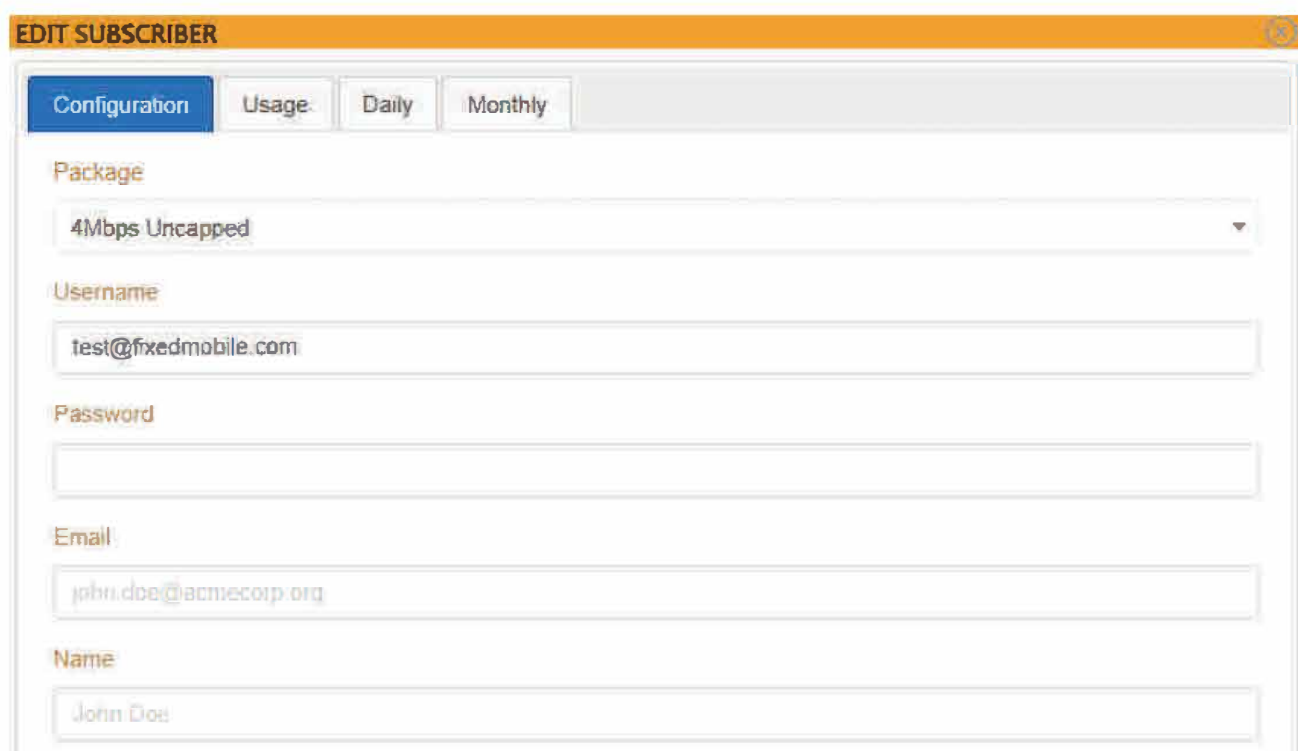 EDIT SUBSCRIBER
Configuration Usage Daily Monthly
Package
4Mbps Uncapped
Username
test@fixedmobile.com
Password
Email
john.doe@acmecorp.org
Name
John Doe